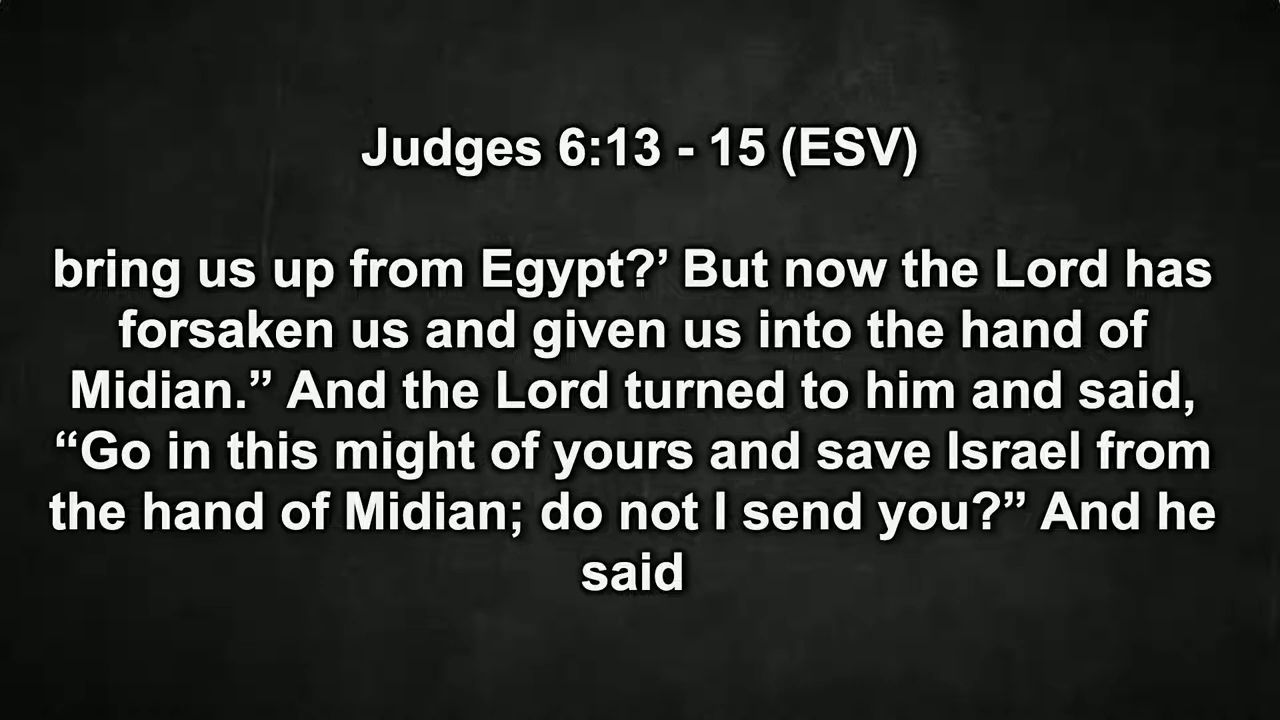 Judges 6:13 - 15 (ESV)
bring us up from Egypt?’ But now the Lord has
forsaken us and given us into the hand of
Midian.” And the Lord turned to him and said,
“Go in this might of yours and save Israel from
the hand of Midian; do not I send you?” And he
said